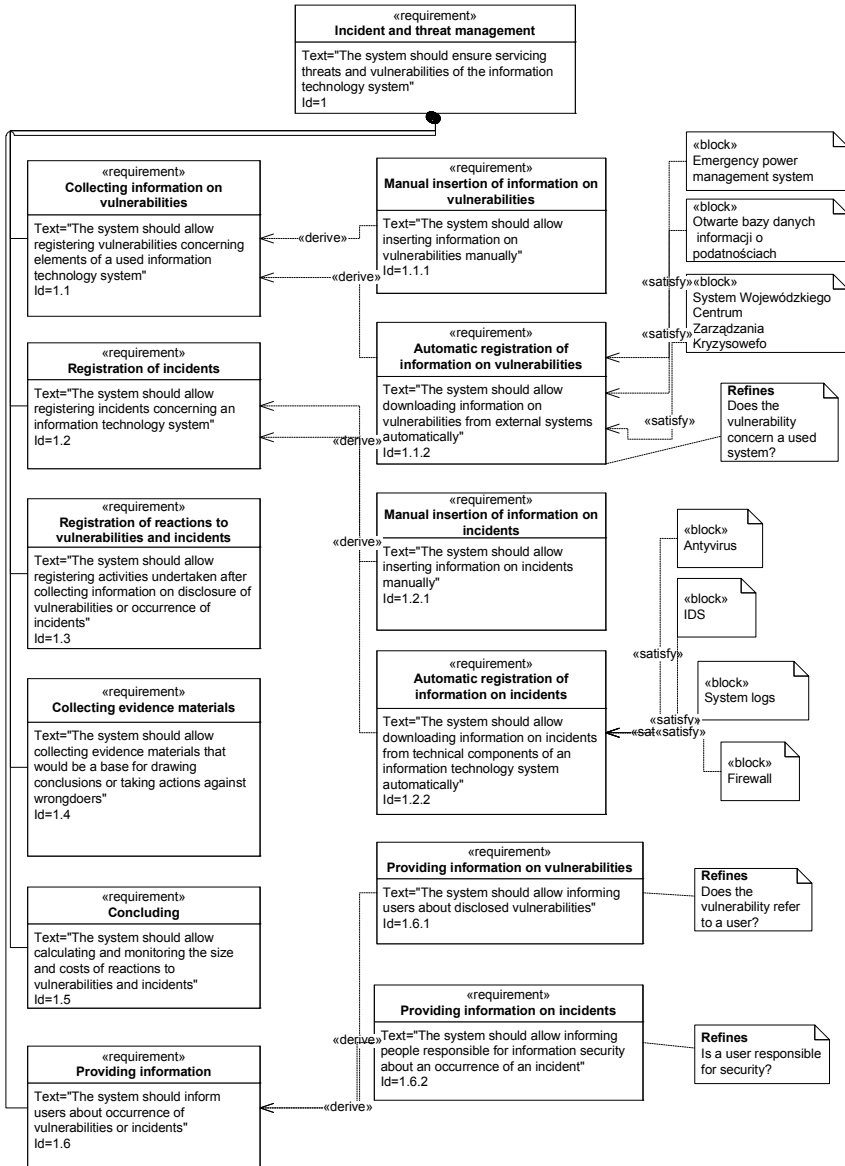 «requirement»
Incident and threat management
Text="The system should ensure servicing
threats and vulnerabilities of the information
technology system"
Id=1
«requirement»
Collecting information on
vulnerabilities
Text="The system should allow
registering vulnerabilities concerning
elements of a used information
technology system"
Id=1.1
«derive»
«derive»
«requirement»
Manual insertion of information on
vulnerabilities
Text="The system should allow
inserting information on
vulnerabilities manually"
Id=1.1.1
«block»
Emergency power
management system
«block»
Otwarte bazy danych
informacji o
podatnościach
«satisfy»
«block»
System Wojewódzkiego
Centrum
Zarządzania
Kryzysowefo
«satisfy»
«satisfy»
«requirement»
Registration of incidents
Text="The system should allow
registering incidents concerning an
information technology system"
Id=1.2
«derive»
«derive»
«requirement»
Automatic registration of
information on vulnerabilities
Text="The system should allow
downloading information on
vulnerabilities from external systems
automatically"
Id=1.1.2
Refines
Does the
vulnerability
concern a used
system?
«requirement»
Registration of reactions to
vulnerabilities and incidents
Text="The system should allow
registering activities undertaken after
collecting information on disclosure of
vulnerabilities or occurrence of
incidents"
Id=1.3
«requirement»
Manual insertion of information on
incidents
Text="The system should allow
inserting information on incidents
manually"
Id=1.2.1
«block»
Antyvirus
«block»
IDS
«satisfy»
«block»
System logs
«satisfy»
«sat«satisfy»
«block»
Firewall
«requirement»
Collecting evidence materials
Text="The system should allow
collecting evidence materials that
would be a base for drawing
conclusions or taking actions against
wrongdoers"
Id=1.4
«requirement»
Automatic registration of
information on incidents
Text="The system should allow
downloading information on incidents
from technical components of an
information technology system
automatically"
Id=1.2.2
«requirement»
Concluding
Text="The system should allow
calculating and monitoring the size
and costs of reactions to
vulnerabilities and incidents"
Id=1.5
«requirement»
Providing information on vulnerabilities
Text="The system should allow informing
users about disclosed vulnerabilities"
Id=1.6.1
Refines
Does the
vulnerability refer
to a user?
«requirement»
Providing information
Text="The system should inform
users about occurrence of
vulnerabilities or incidents"
Id=1.6
«derive»
«derive»
«requirement»
Providing information on incidents
Text="The system should allow informing
people responsible for information security
about an occurrence of an incident"
Id=1.6.2
Refines
Is a user responsible
for security?